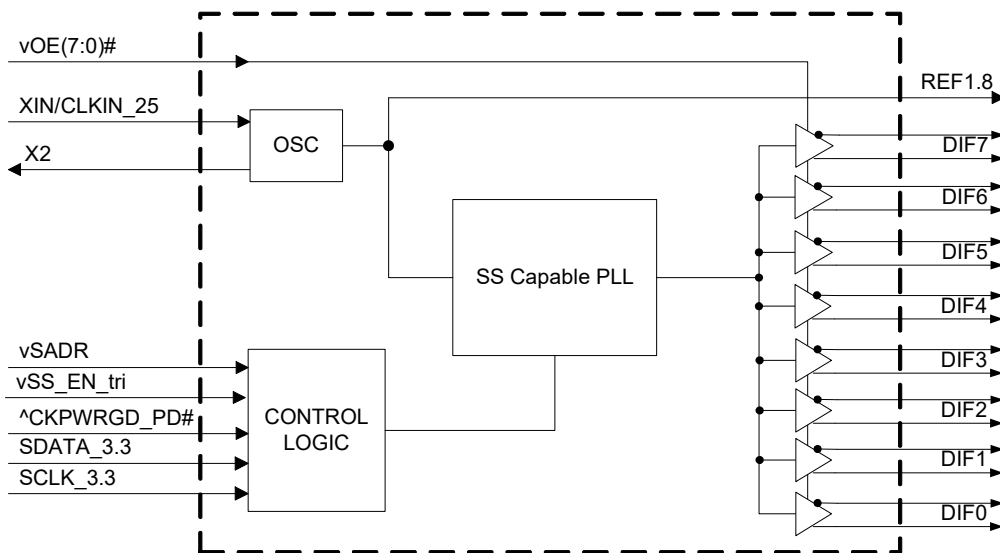 vOE(7:0)#
REF1.8
XIN/CLKIN_25
OSC
X2
DIF7
DIF6
DIF5
SS Capable PLL
DIF4
vSADR
DIF3
vSS_EN_tri
^CKPWRGD_PD#
CONTROL
LOGIC
DIF2
SDATA_3.3
DIF1
SCLK_3.3
DIF0